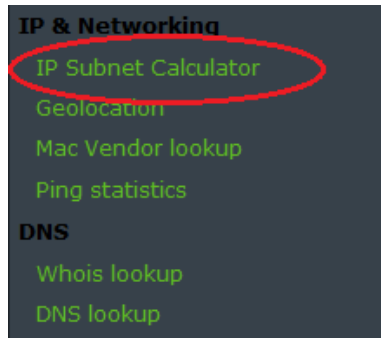 IP & Networking
IP Subnet Calculator
Geolocation
Mac Vendor lookup
Ping statistics
DNS
Whois lookup
DNS lookup